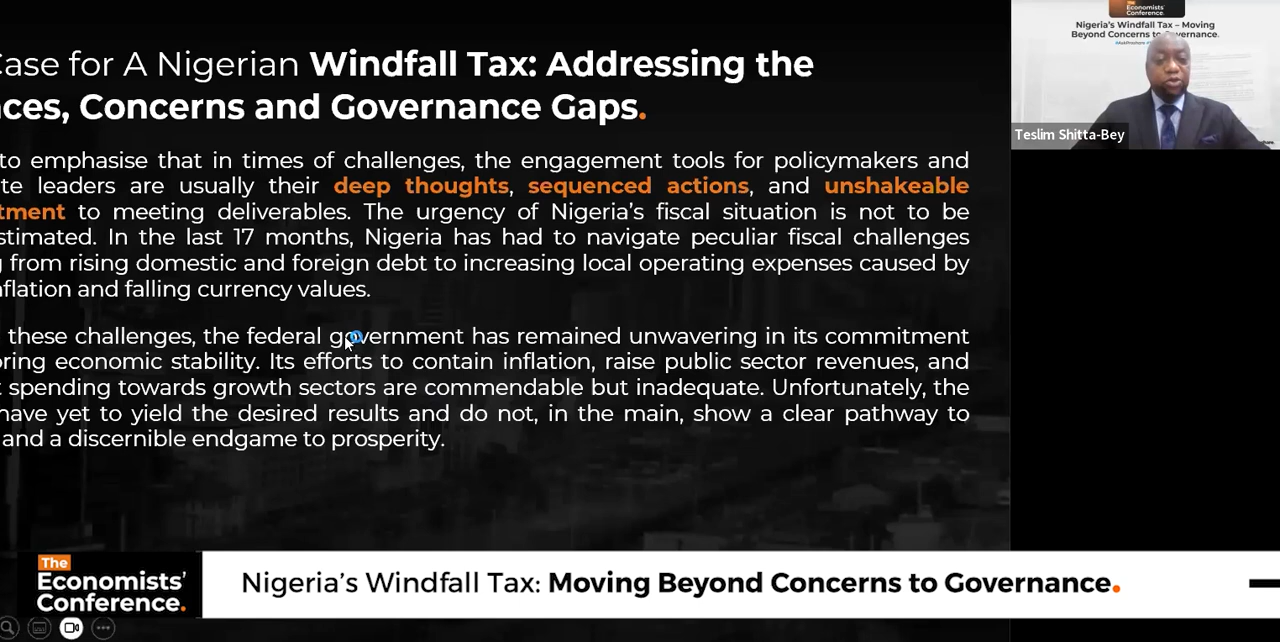 Case for A Nigerian Windfall Tax: Addressing the
ces, Concerns and Governance Gaps.
to emphasise that in times of challenges, the engagement tools for policymakers and
te leaders are usually their deep thoughts, sequenced actions, and unshakeable
tment to meeting deliverables. The urgency of Nigeria's fiscal situation is not to be
stimated. In the last 17 months, Nigeria has had to navigate peculiar fiscal challenges
g from rising domestic and foreign debt to increasing local operating expenses caused by
nflation and falling currency values.
these challenges, the federal government has remained unwavering in its commitment
oring economic stability. Its efforts to contain inflation, raise public sector revenues, and
t spending towards growth sectors are commendable but inadequate. Unfortunately, the
have yet to yield the desired results and do not, in the main, show a clear pathway to
and a discernible endgame to prosperity.
Economists'
Conference.
Nigeria's Windfall Tax – Moving
Beyond Concerns to Governance.
Teslim Shitta-Bey
The
Economists'
Conference.
Nigeria's Windfall Tax: Moving Beyond Concerns to Governance.